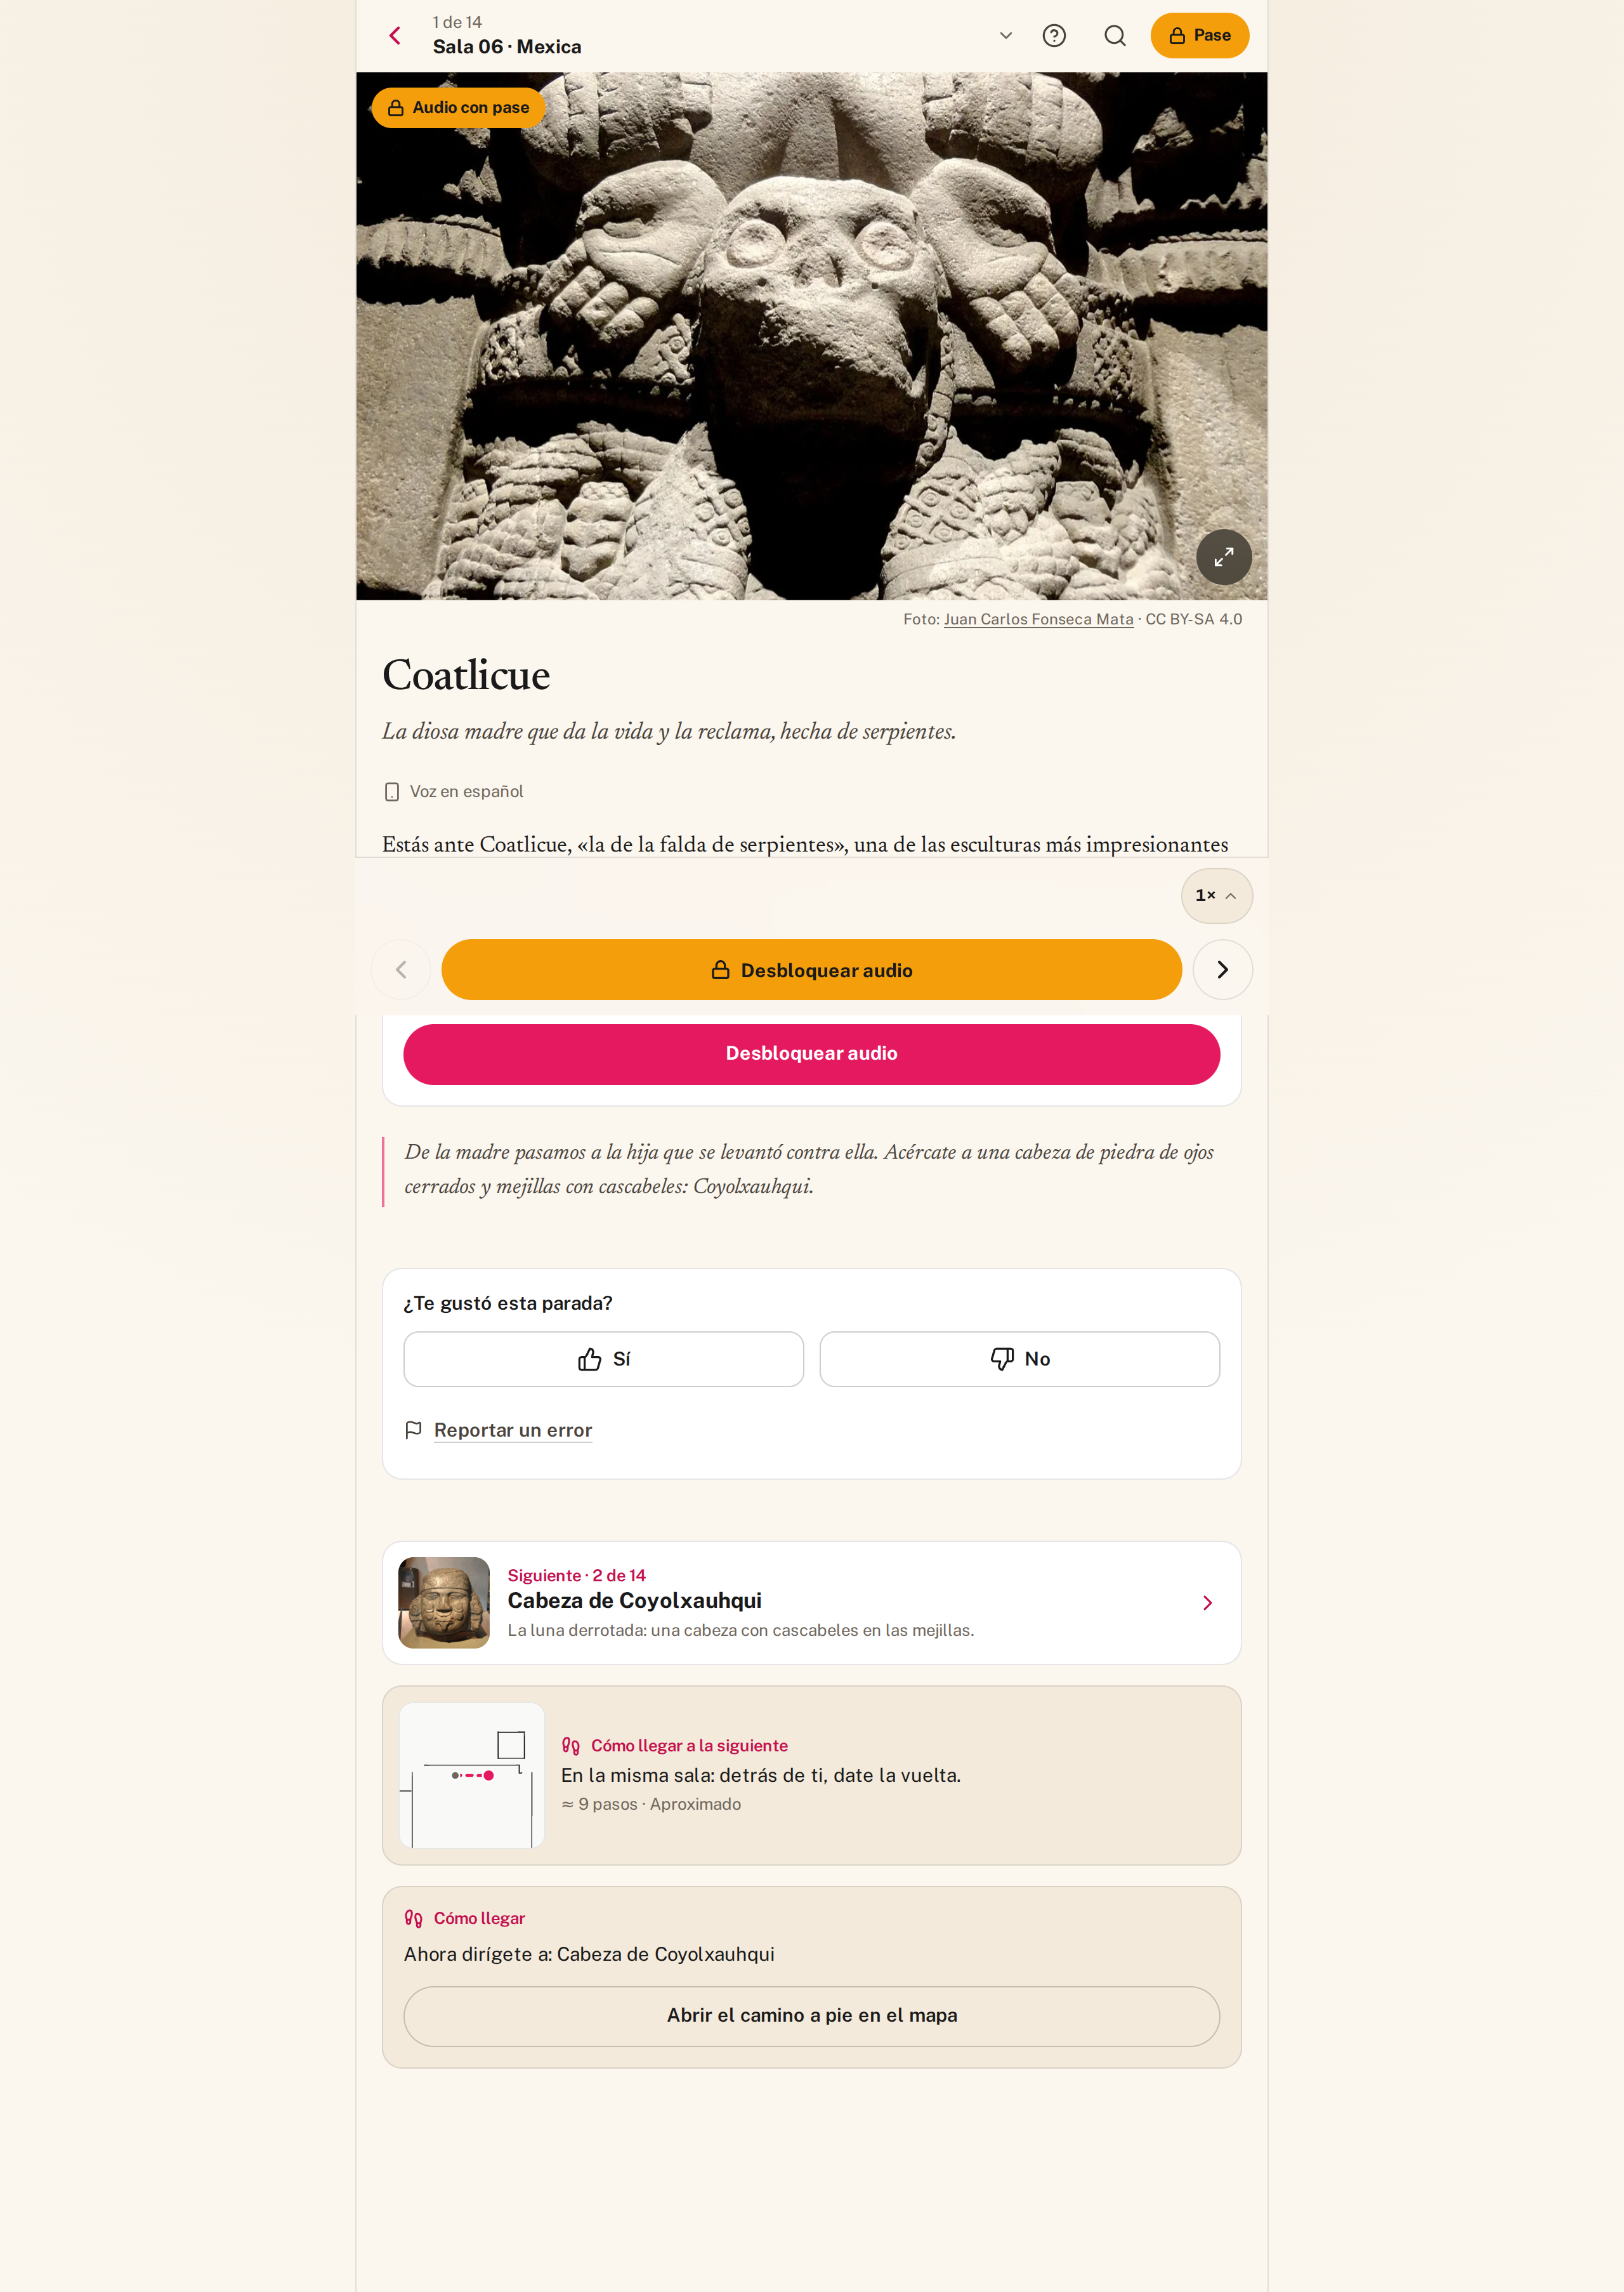 1 de 14
Sala 06 · Mexica
Pase
Audio con pase
Foto: Juan Carlos Fonseca Mata · CC BY-SA 4.0
Coatlicue
La diosa madre que da la vida y la reclama, hecha de serpientes.
Voz en español
Estás ante Coatlicue, «la de la falda de serpientes», una de las esculturas más impresionantes
1×
Desbloquear audio
Desbloquear audio
De la madre pasamos a la hija que se levantó contra ella. Acércate a una cabeza de piedra de ojos
cerrados y mejillas con cascabeles: Coyolxauhqui.
¿Te gustó esta parada?
Sí
No
Reportar un error
Siguiente · 2 de 14
Cabeza de Coyolxauhqui
La luna derrotada: una cabeza con cascabeles en las mejillas.
Cómo llegar a la siguiente
En la misma sala: detrás de ti, date la vuelta.
≈ 9 pasos · Aproximado
Cómo llegar
Ahora dirígete a: Cabeza de Coyolxauhqui
Abrir el camino a pie en el mapa